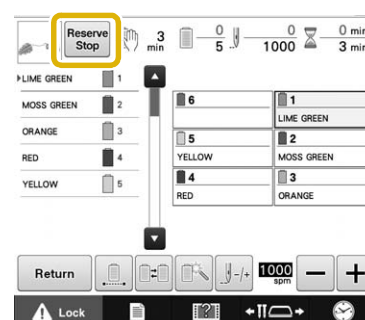 Reserve
Stop
3
min
0
5
0
1000
0 min
3 min
LIME GREEN 1
MOSS GREEN 2
ORANGE 3
RED 4
YELLOW 5
6
1
LIME GREEN
5
YELLOW
2
MOSS GREEN
4
RED
3
ORANGE
Return
-/+
1000
spm
−
+
Lock
?